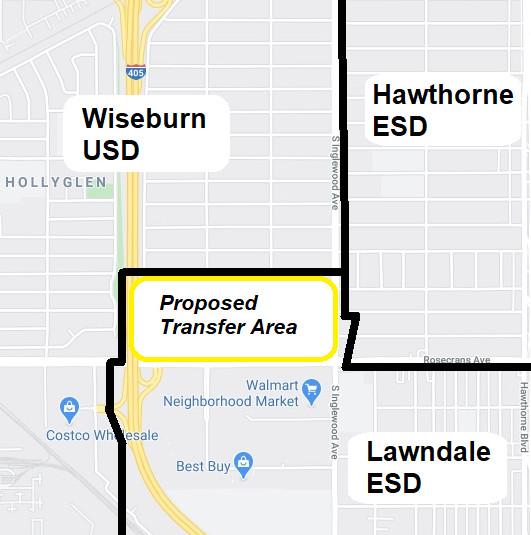 405
Wiseburn
USD
Hawthorne
ESD
S Inglewood Ave
HOLLYGLEN
Proposed
Transfer Area
Rosecrans Ave
Walmart
Neighborhood Market
S Inglewood Ave
Hawthorne Blvd
Costco Wholesale
Best Buy
Lawndale
ESD